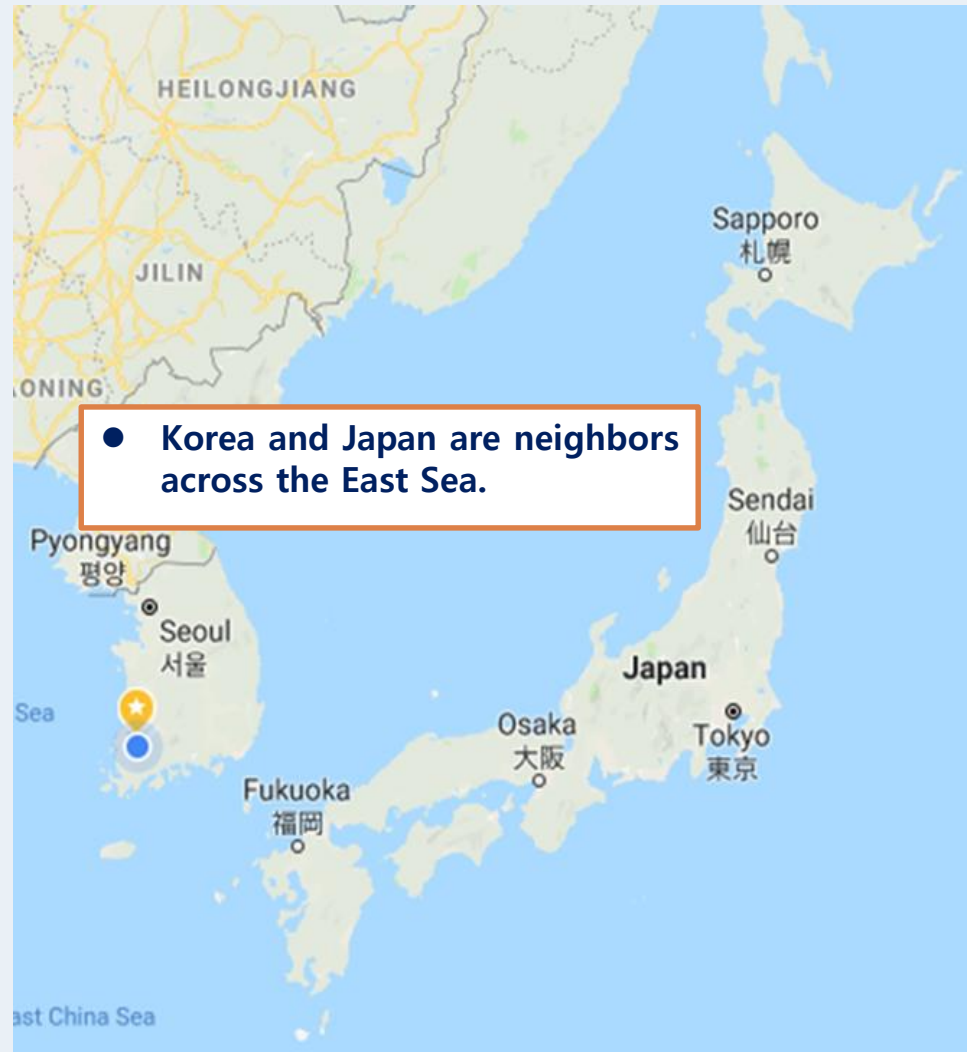 HEILONGJIANG
Sapporo
札幌
JILIN
ONING
● Korea and Japan are neighbors
across the East Sea.
Sendai
仙台
Pyongyang
평양
Seoul
서울
Japan
Sea
Osaka
大阪
Tokyo
東京
Fukuoka
福岡
ast China Sea